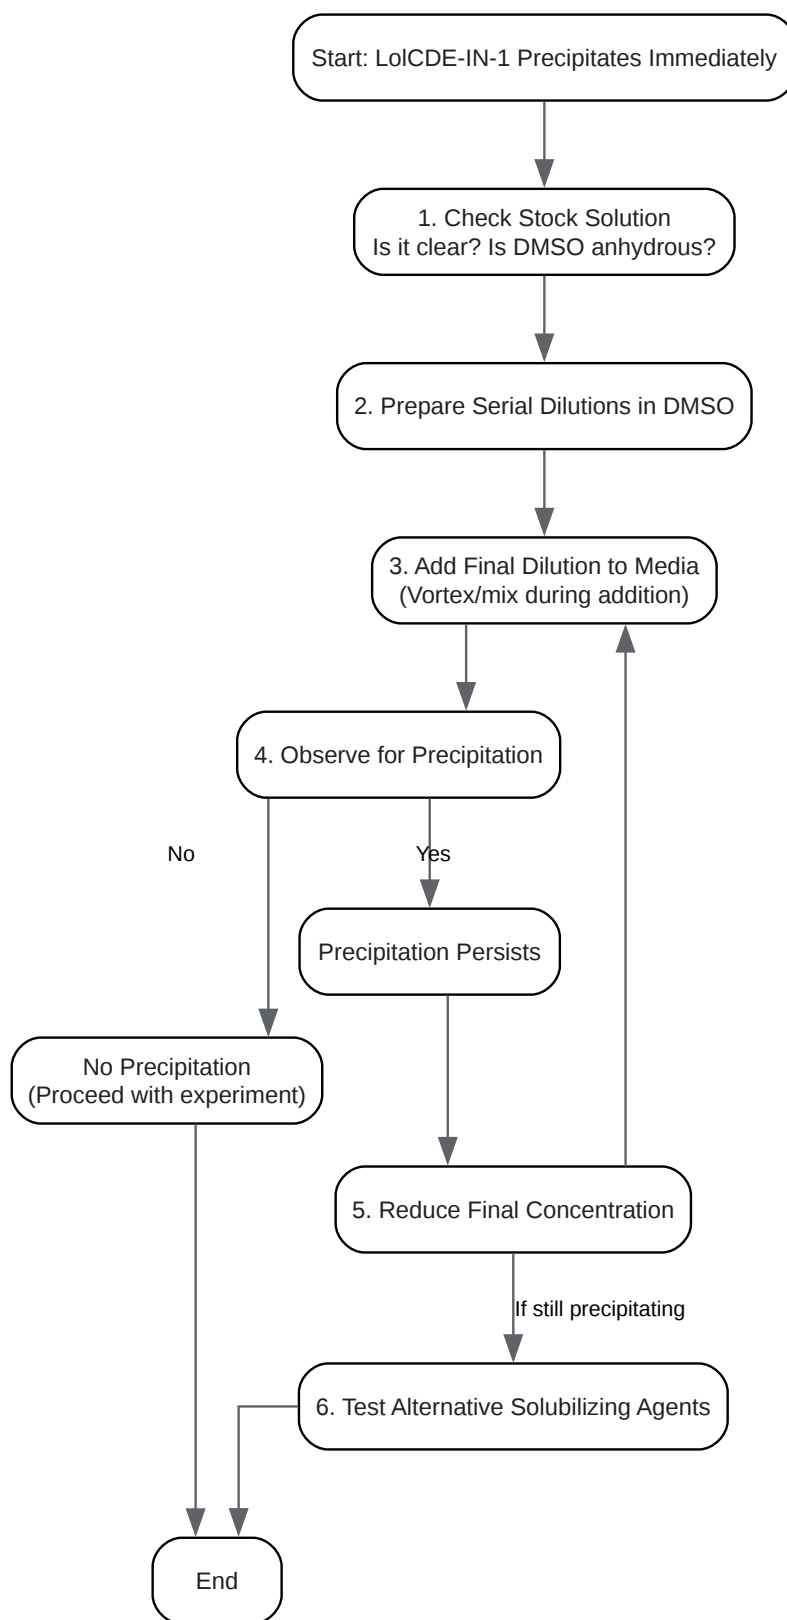 Start: LolCDE-IN-1 Precipitates Immediately
1. Check Stock Solution
Is it clear? Is DMSO anhydrous?
2. Prepare Serial Dilutions in DMSO
3. Add Final Dilution to Media
(Vortex/mix during addition)
4. Observe for Precipitation
No
Yes
Precipitation Persists
No Precipitation
(Proceed with experiment)
5. Reduce Final Concentration
If still precipitating
6. Test Alternative Solubilizing Agents
End